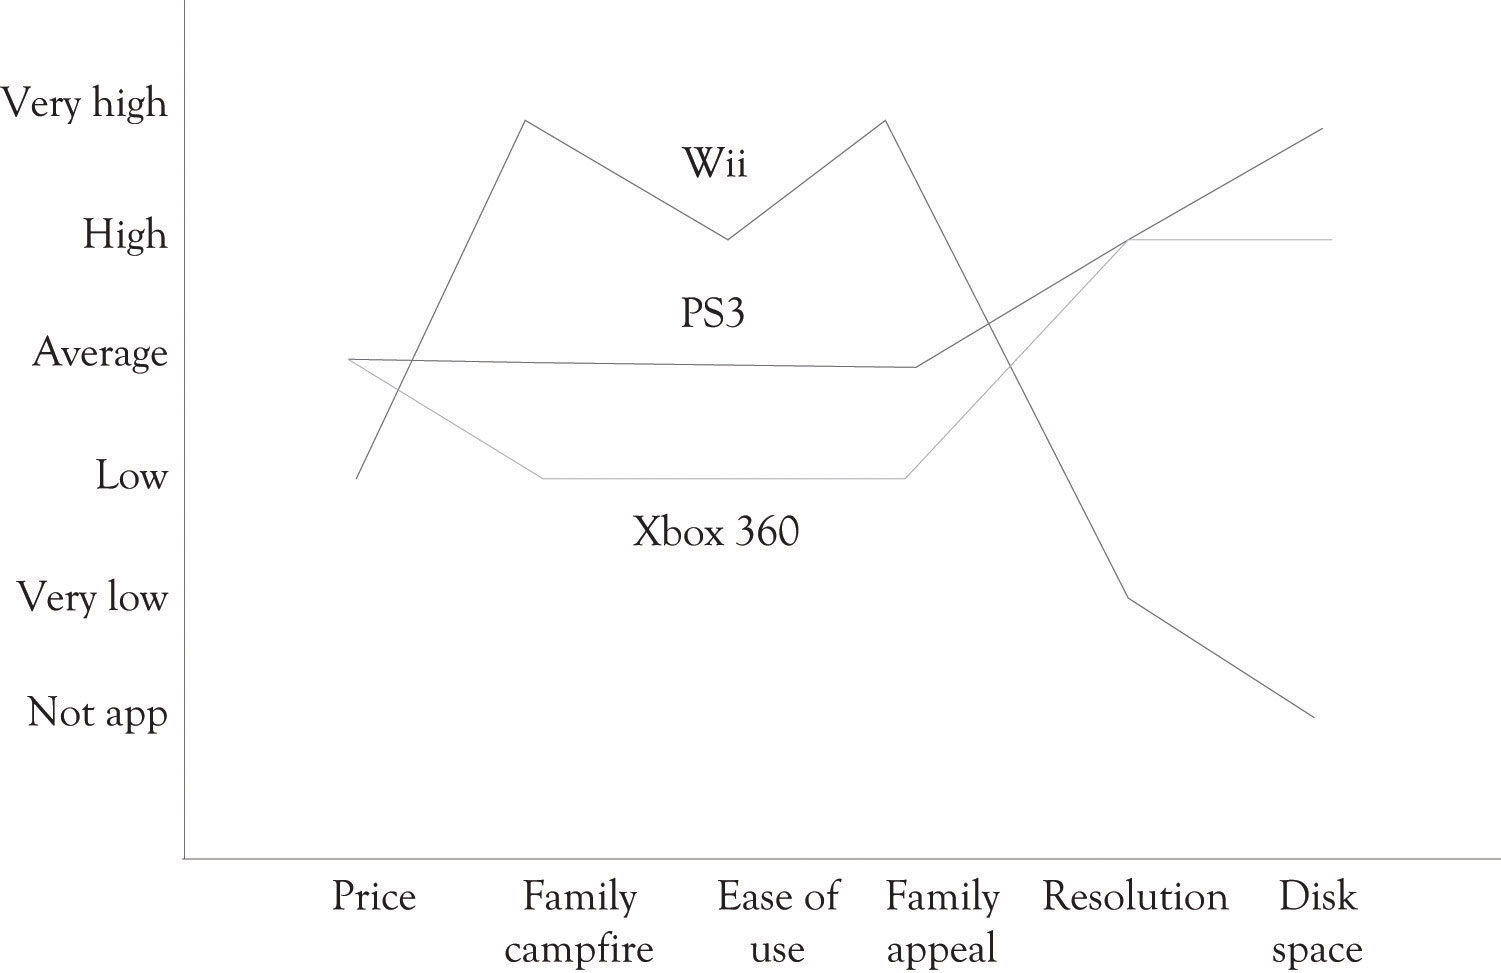 Very high
Wii
High
PS3
Average
Low
Xbox 360
Very low
Not app
Price
Family
campfire
Ease of
use
Family
appeal
Resolution
Disk
space